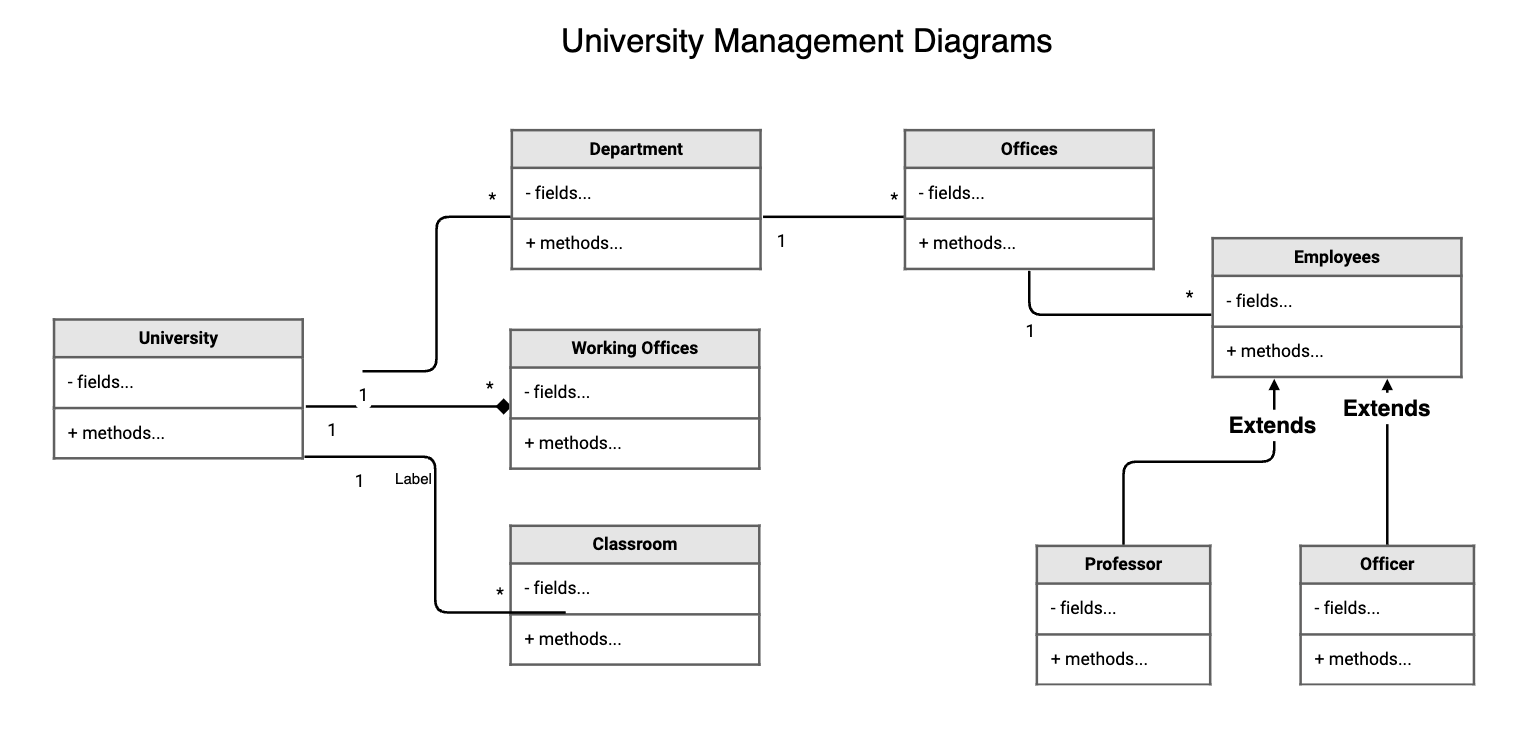 University Management Diagrams
Department
- fields...
+ methods...
*
1
Offices
- fields...
+ methods...
*
1
Employees
- fields...
+ methods...
*
University
- fields...
+ methods...
1
1
1
Label
Working Offices
- fields...
+ methods...
*
Classroom
- fields...
+ methods...
*
Extends
Extends
Professor
- fields...
+ methods...
Officer
- fields...
+ methods...